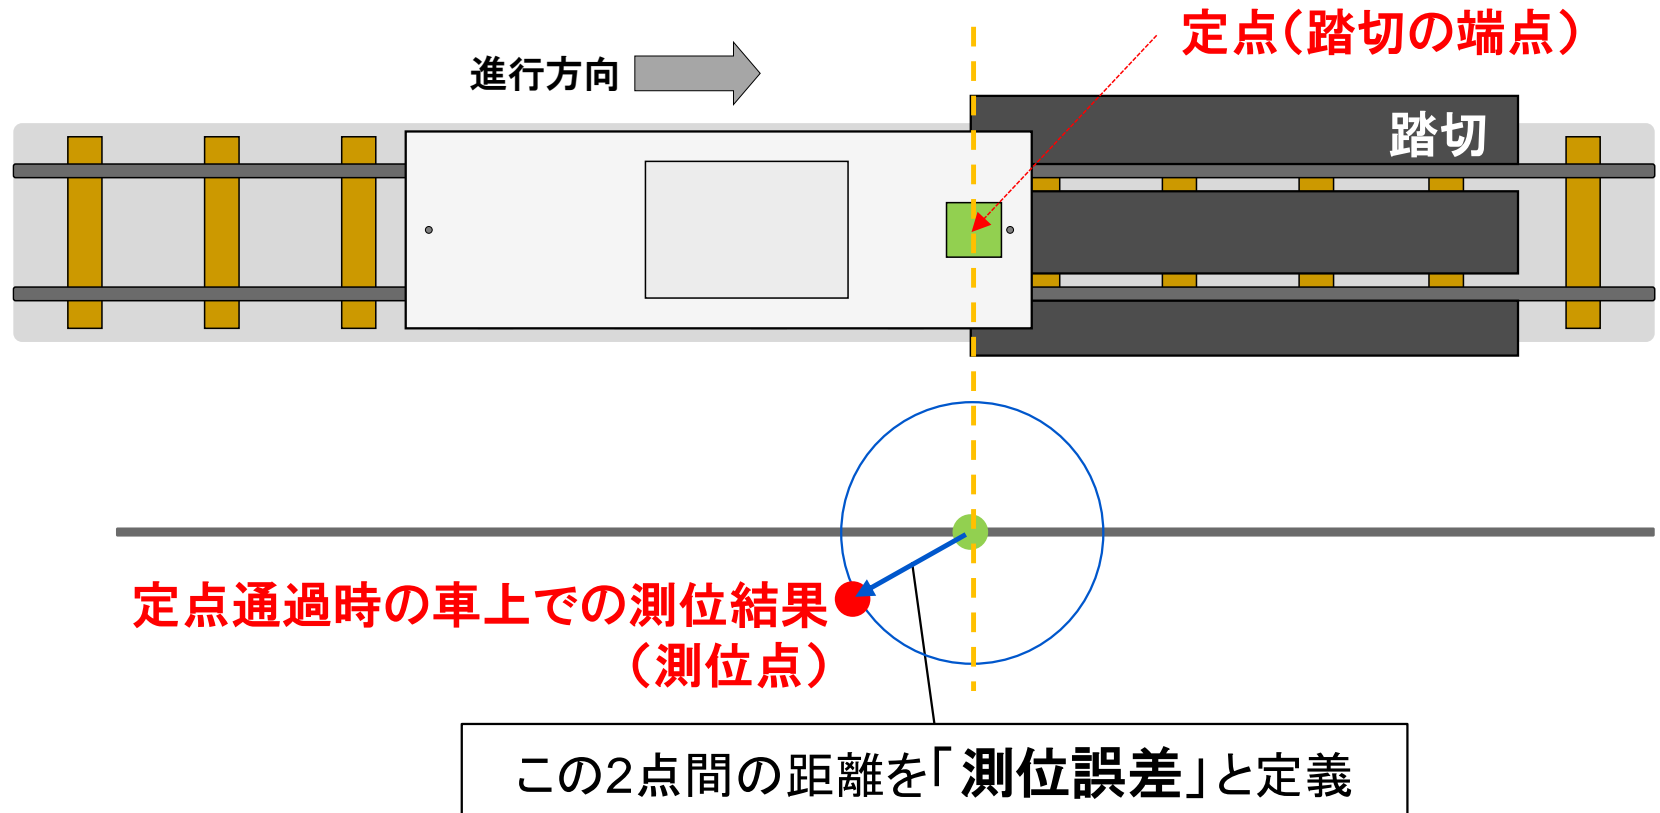 定点（踏切の端点）
進行方向
踏切
定点通過時の車上での測位結果
（測位点）
この2点間の距離を「測位誤差」と定義